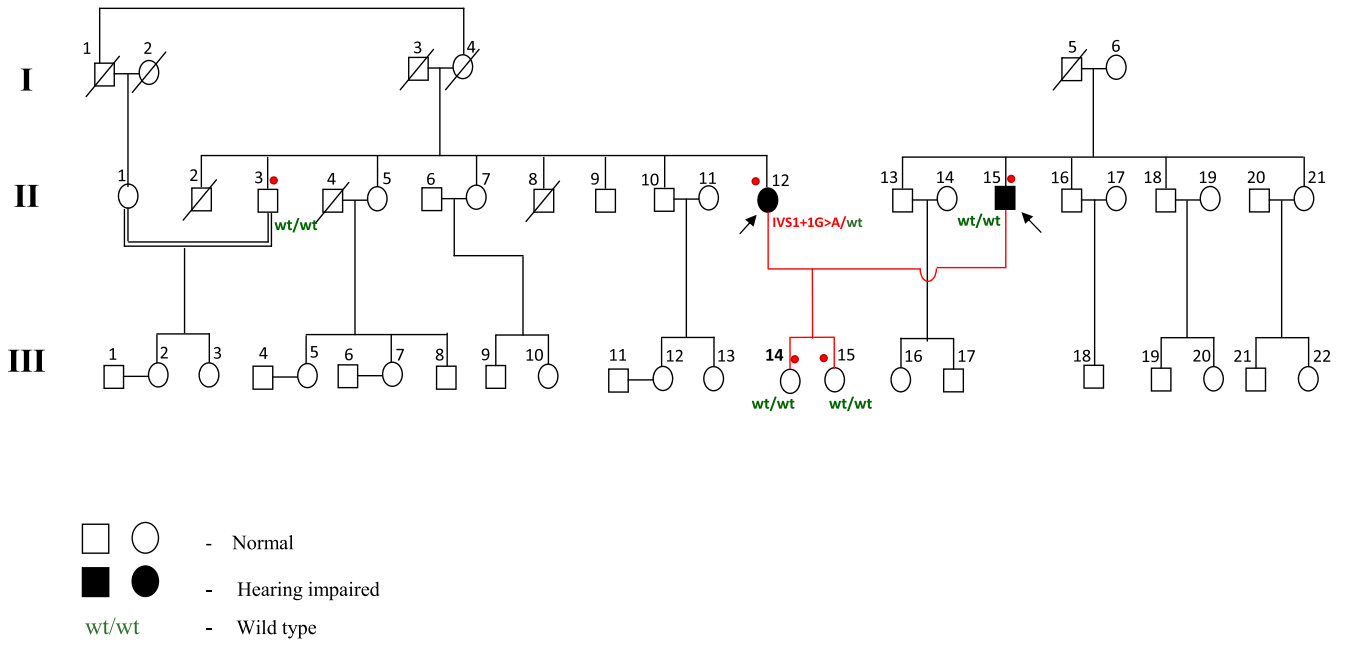 1 2 3 4 5 6
I
1 2 3 4 5 6 7 8 9 10 11 12 13 14 15 16 17 18 19 20 21
II
wt/wt IVS1+1G>A/wt wt/wt
III
1 2 3 4 5 6 7 8 9 10 11 12 13 14 15 16 17 18 19 20 21 22
wt/wt wt/wt
- Normal
- Hearing impaired
wt/wt - Wild type